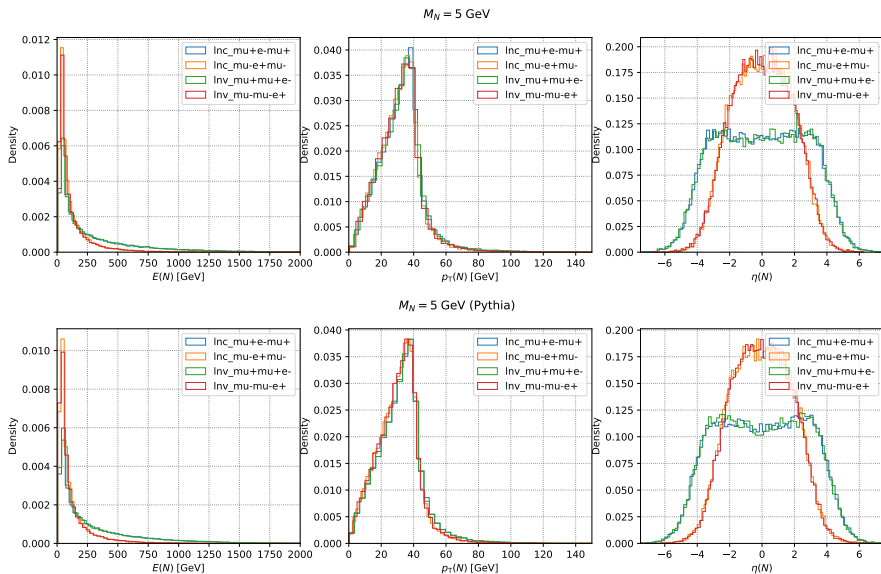 M_N = 5 GeV
0.012
0.010
0.008
0.006
0.004
0.002
0.000
Density
0 250 500 750 1000 1250 1500 1750 2000
E(N) [GeV]
lnc_mu+e-mu+
lnc_mu-e+mu-
lnv_mu+mu+e-
lnv_mu-mu-e+
0.040
0.035
0.030
0.025
0.020
0.015
0.010
0.005
0.000
Density
0 20 40 60 80 100 120 140
p_T(N) [GeV]
lnc_mu+e-mu+
lnc_mu-e+mu-
lnv_mu+mu+e-
lnv_mu-mu-e+
0.200
0.175
0.150
0.125
0.100
0.075
0.050
0.025
0.000
Density
−6 −4 −2 0 2 4 6
η(N)
lnc_mu+e-mu+
lnc_mu-e+mu-
lnv_mu+mu+e-
lnv_mu-mu-e+
M_N = 5 GeV (Pythia)
0.010
0.008
0.006
0.004
0.002
0.000
Density
0 250 500 750 1000 1250 1500 1750 2000
E(N) [GeV]
lnc_mu+e-mu+
lnc_mu-e+mu-
lnv_mu+mu+e-
lnv_mu-mu-e+
0.040
0.035
0.030
0.025
0.020
0.015
0.010
0.005
0.000
Density
0 20 40 60 80 100 120 140
p_T(N) [GeV]
lnc_mu+e-mu+
lnc_mu-e+mu-
lnv_mu+mu+e-
lnv_mu-mu-e+
0.200
0.175
0.150
0.125
0.100
0.075
0.050
0.025
0.000
Density
−6 −4 −2 0 2 4 6
η(N)
lnc_mu+e-mu+
lnc_mu-e+mu-
lnv_mu+mu+e-
lnv_mu-mu-e+